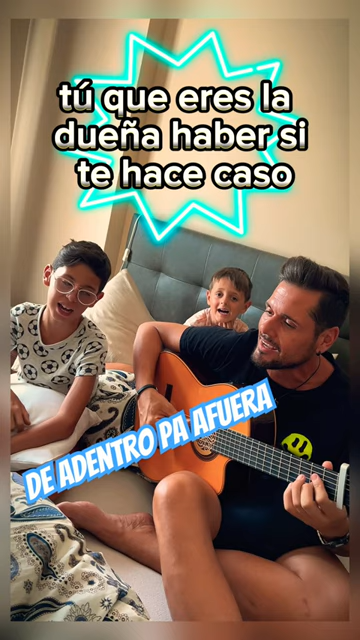 tú que eres la
dueña haber si
te hace caso
DE ADENTRO PA AFUERA